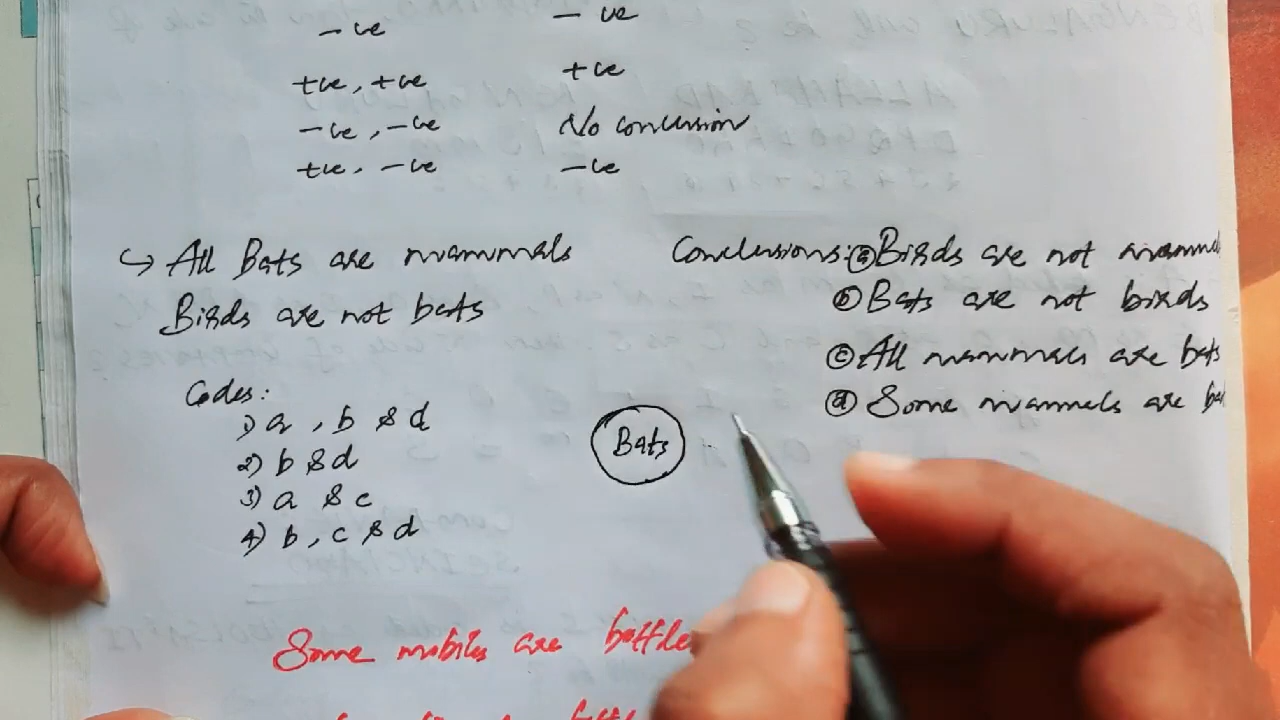 -ve -ve
+ve, +ve +ve
-ve, -ve No conclusion
+ve, -ve -ve
↳ All Bats are mammals
Birds are not bats
Conclusions: ⓐ Birds are not
ⓑ Bats are not birds
ⓒ All mammals are bats
ⓓ Some mammals are
Codes:
1) a, b & d
2) b & d
3) a & c
4) b, c & d
Bats
Some mobiles are